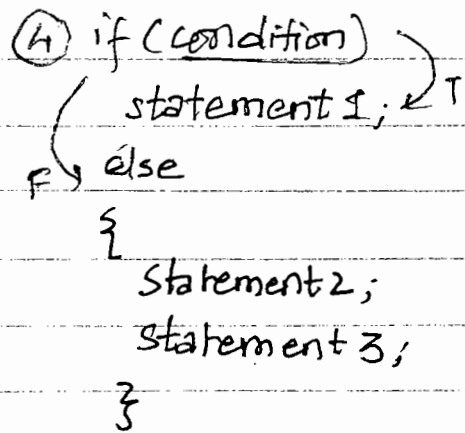 ④ if (condition)
statement 1; T
F else
{
Statement 2;
Statement 3;
}